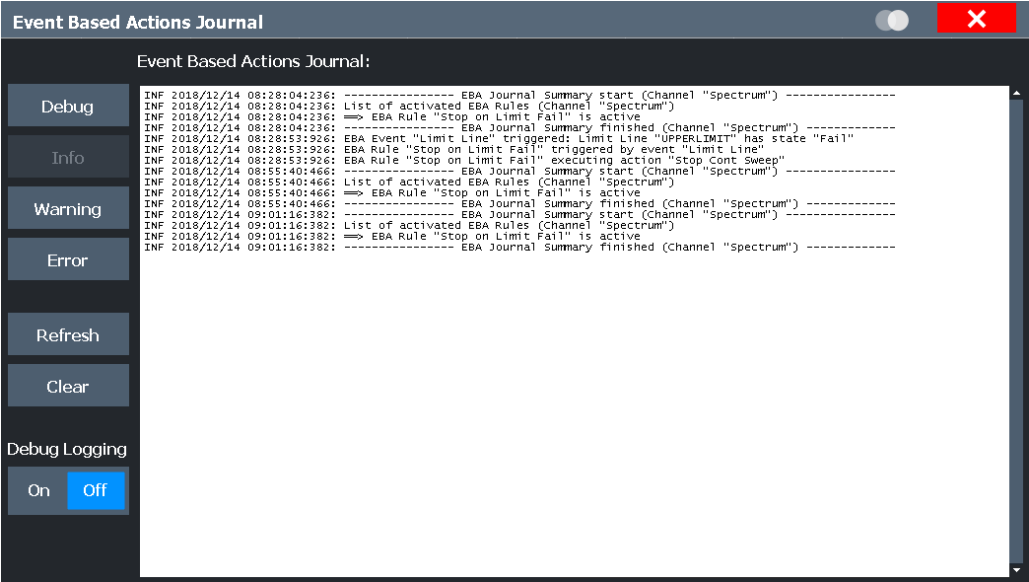 Event Based Actions Journal
Event Based Actions Journal:
Debug
Info
Warning
Error
Refresh
Clear
Debug Logging
On Off
INF 2018/12/14 08:28:04:236: ---------------- EBA Journal Summary start (Channel "Spectrum") ----------------
INF 2018/12/14 08:28:04:236: List of activated EBA Rules (Channel "Spectrum")
INF 2018/12/14 08:28:04:236: ==> EBA Rule "Stop on Limit Fail" is active
INF 2018/12/14 08:28:04:236: ---------------- EBA Journal Summary finished (Channel "Spectrum") -------------
INF 2018/12/14 08:28:53:926: EBA Event "Limit Line" triggered: Limit Line "UPPERLIMIT" has state "Fail"
INF 2018/12/14 08:28:53:926: EBA Rule "Stop on Limit Fail" triggered by event "Limit Line"
INF 2018/12/14 08:28:53:926: EBA Rule "Stop on Limit Fail" executing action "Stop Cont Sweep"
INF 2018/12/14 08:55:40:466: ---------------- EBA Journal Summary start (Channel "Spectrum") ----------------
INF 2018/12/14 08:55:40:466: List of activated EBA Rules (Channel "Spectrum")
INF 2018/12/14 08:55:40:466: ==> EBA Rule "Stop on Limit Fail" is active
INF 2018/12/14 08:55:40:466: ---------------- EBA Journal Summary finished (Channel "Spectrum") -------------
INF 2018/12/14 09:01:16:382: ---------------- EBA Journal Summary start (Channel "Spectrum") ----------------
INF 2018/12/14 09:01:16:382: List of activated EBA Rules (Channel "Spectrum")
INF 2018/12/14 09:01:16:382: ==> EBA Rule "Stop on Limit Fail" is active
INF 2018/12/14 09:01:16:382: ---------------- EBA Journal Summary finished (Channel "Spectrum") -------------